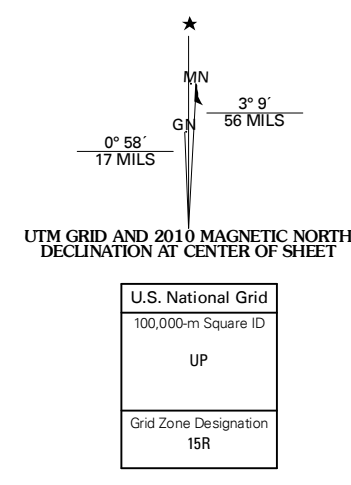 MN
3° 9´
56 MILS
GN
0° 58´
17 MILS
UTM GRID AND 2010 MAGNETIC NORTH
DECLINATION AT CENTER OF SHEET
U.S. National Grid
100,000-m Square ID
UP
Grid Zone Designation
15R